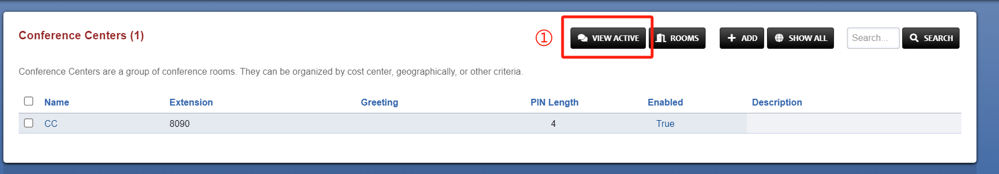 Conference Centers (1)
① VIEW ACTIVE ROOMS ADD SHOW ALL Search... SEARCH
Conference Centers are a group of conference rooms. They can be organized by cost center, geographically, or other criteria.
Name Extension Greeting PIN Length Enabled Description
CC 8090 4 True